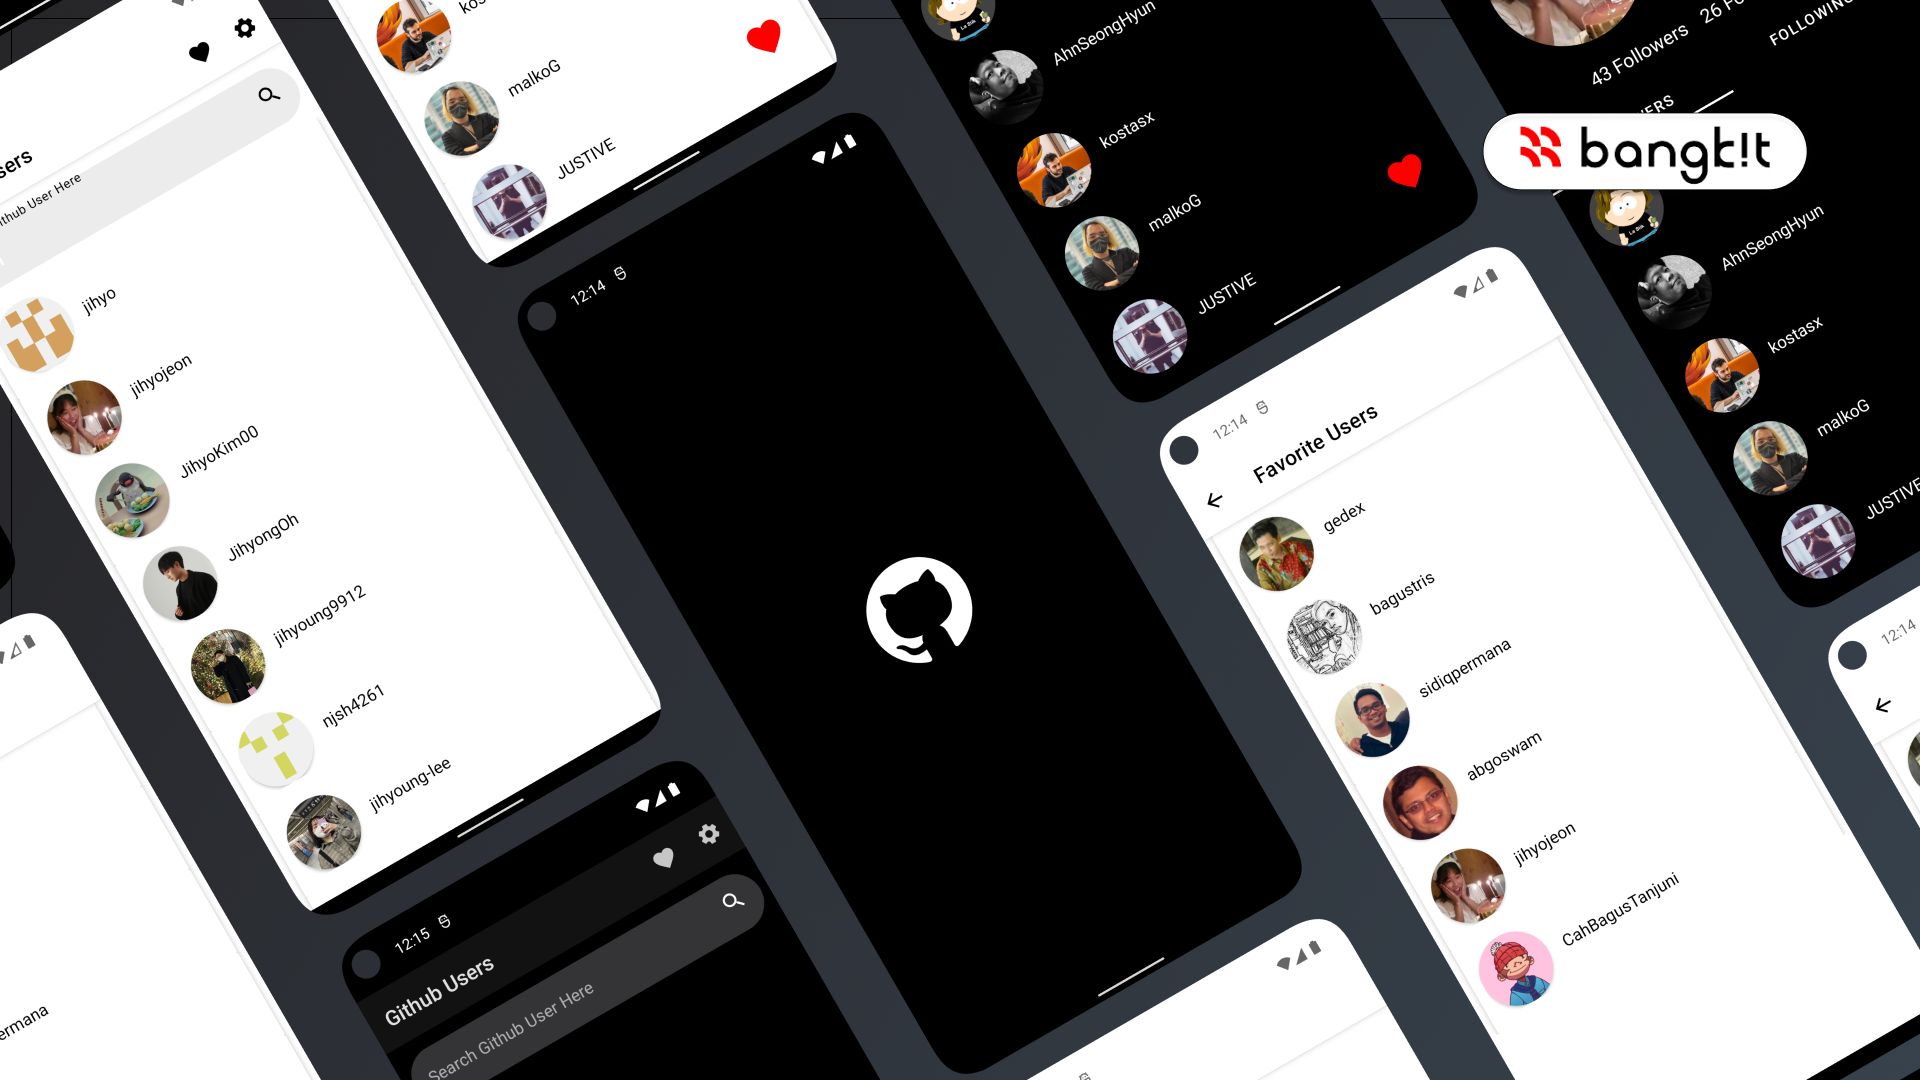 sers
ithub User Here
jihyo
jihyojeon
JihyoKim00
JihyongOh
jihyoung9912
njsh4261
jihyoung-lee
malkoG
JUSTIVE
12:14
12:15
Github Users
Search Github User Here
AhnSeongHyun
kostasx
malkoG
JUSTIVE
12:14
Favorite Users
gedex
bagustris
sidiqpermana
abgoswam
jihyojeon
CahBagusTanjuni
43 Followers
26 Fo
FOLLOWING
ERS
bangk!t
AhnSeongHyun
kostasx
malkoG
JUSTIVE
12:14
ermana